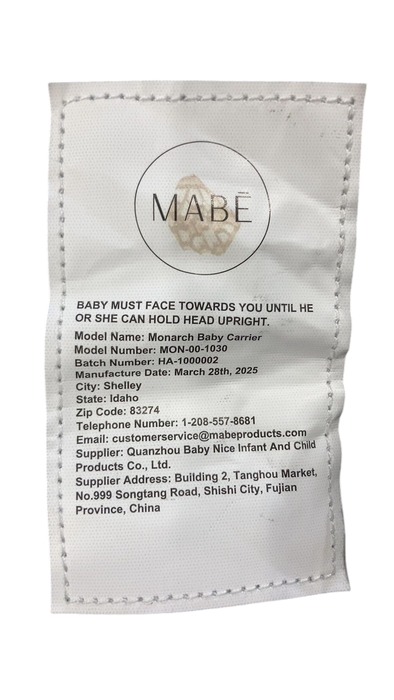 MABĒ
BABY MUST FACE TOWARDS YOU UNTIL HE
OR SHE CAN HOLD HEAD UPRIGHT.
Model Name: Monarch Baby Carrier
Model Number: MON-00-1030
Batch Number: HA-1000002
Manufacture Date: March 28th, 2025
City: Shelley
State: Idaho
Zip Code: 83274
Telephone Number: 1-208-557-8681
Email: customerservice@mabeproducts.com
Supplier: Quanzhou Baby Nice Infant And Child
Products Co., Ltd.
Supplier Address: Building 2, Tanghou Market,
No.999 Songtang Road, Shishi City, Fujian
Province, China